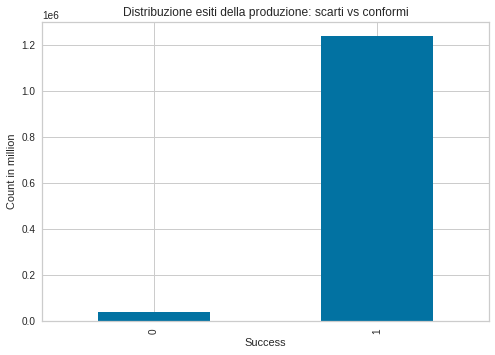 Distribuzione esiti della produzione: scarti vs conformi
1e6
1.2
1.0
0.8
0.6
0.4
0.2
0.0
Count in million
0
1
Success